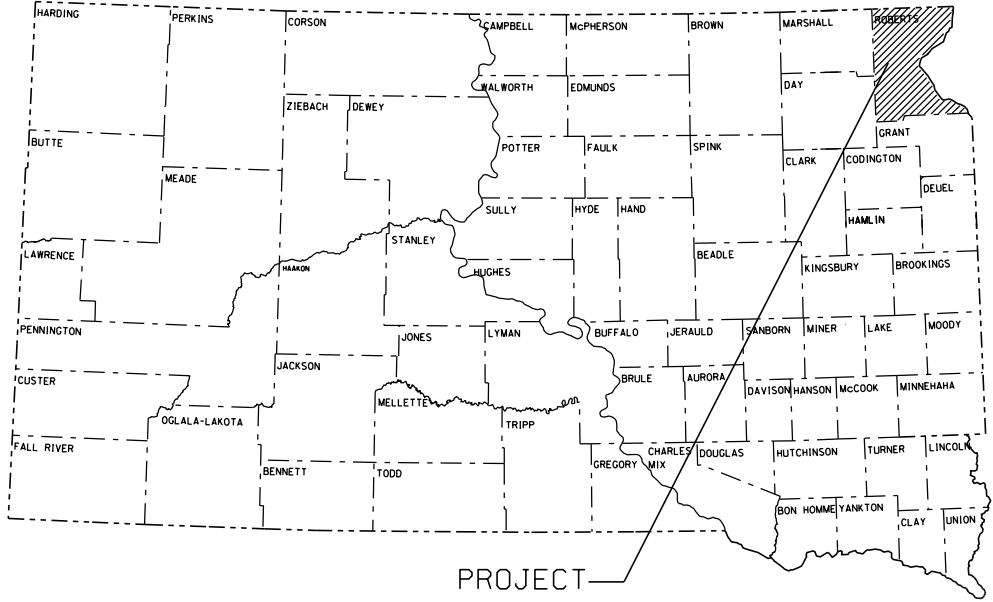 HARDING
PERKINS
CORSON
CAMPBELL
McPHERSON
BROWN
MARSHALL
ROBERTS
WALWORTH
EDMUNDS
DAY
ZIEBACH
DEWEY
GRANT
BUTTE
POTTER
FAULK
SPINK
CLARK
CODINGTON
MEADE
DEUEL
SULLY
HYDE
HAND
HAMLIN
STANLEY
LAWRENCE
HAAKON
HUGHES
BEADLE
KINGSBURY
BROOKINGS
PENNINGTON
JONES
LYMAN
BUFFALO
JERAULD
SANBORN
MINER
LAKE
MOODY
JACKSON
CUSTER
BRULE
AURORA
DAVISON
HANSON
McCOOK
MINNEHAHA
MELLETTE
OGLALA-LAKOTA
TRIPP
FALL RIVER
CHARLES
MIX
DOUGLAS
HUTCHINSON
TURNER
LINCOLN
BENNETT
TODD
GREGORY
BON HOMME
YANKTON
CLAY
UNION
PROJECT